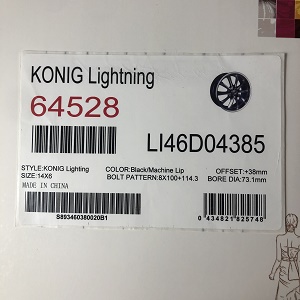 KONIG Lightning
64528
LI46D04385
STYLE:KONIG Lighting COLOR:Black/Machine Lip OFFSET:+38mm
SIZE:14X6 BOLT PATTERN:8X100+114.3 BORE DIA:73.1mm
MADE IN CHINA
S893460380020B1
0 434821 825748